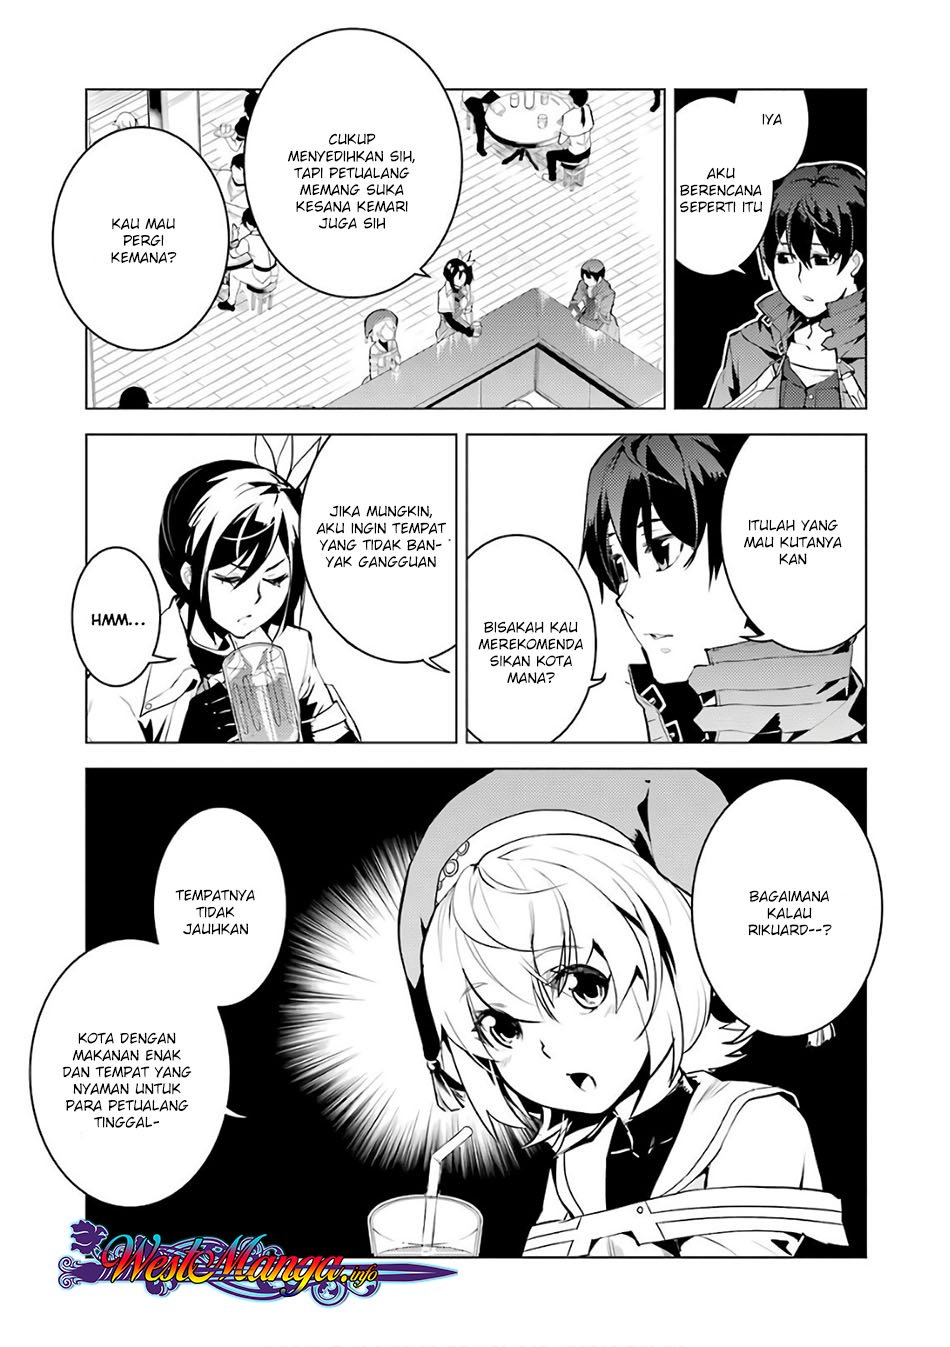 IYA
AKU
BERENCANA
SEPERTI ITU
CUKUP
MENYEDIHKAN SIH,
TAPI PETUALANG
MEMANG SUKA
KESANA KEMARI
JUGA SIH
KAU MAU
PERGI
KEMANA?
ITULAH YANG
MAU KUTANYA
KAN
BISAKAH KAU
MEREKOMENDA
SIKAN KOTA
MANA?
JIKA MUNGKIN,
AKU INGIN TEMPAT
YANG TIDAK BAN-
YAK GANGGUAN
HMM...
BAGAIMANA
KALAU
RIKUARD--?
TEMPATNYA
TIDAK
JAUHKAN
KOTA DENGAN
MAKANAN ENAK
DAN TEMPAT YANG
NYAMAN UNTUK
PARA PETUALANG
TINGGAL-
WestManga.info